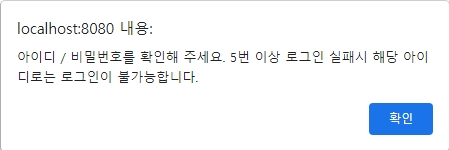 localhost:8080 내용:
아이디 / 비밀번호를 확인해 주세요. 5번 이상 로그인 실패시 해당 아이
디로는 로그인이 불가능합니다.
확인